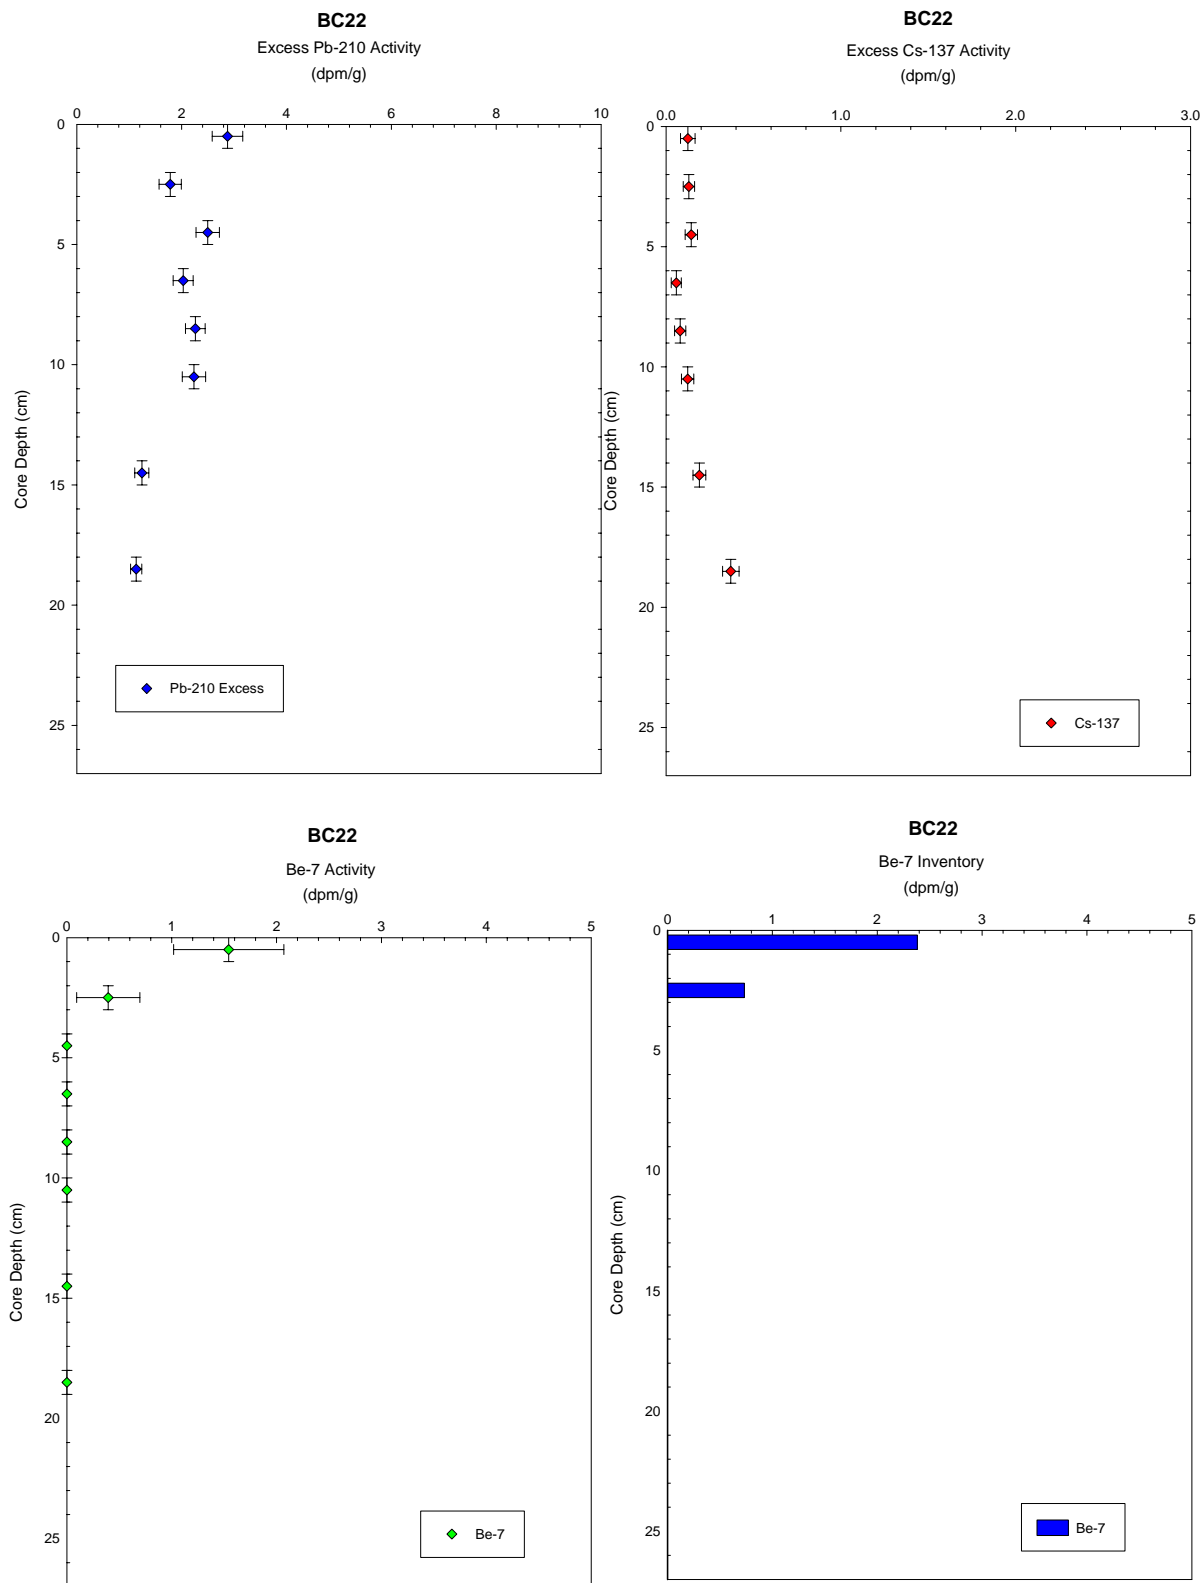 BC22
Excess Pb-210 Activity
(dpm/g)
0 2 4 6 8 10
0
5
10
15
20
25
Core Depth (cm)
Pb-210 Excess
BC22
Excess Cs-137 Activity
(dpm/g)
0.0 1.0 2.0 3.0
0
5
10
15
20
25
Core Depth (cm)
Cs-137
BC22
Be-7 Activity
(dpm/g)
0 1 2 3 4 5
0
5
10
15
20
25
Core Depth (cm)
Be-7
BC22
Be-7 Inventory
(dpm/g)
0 1 2 3 4 5
0
5
10
15
20
25
Core Depth (cm)
Be-7